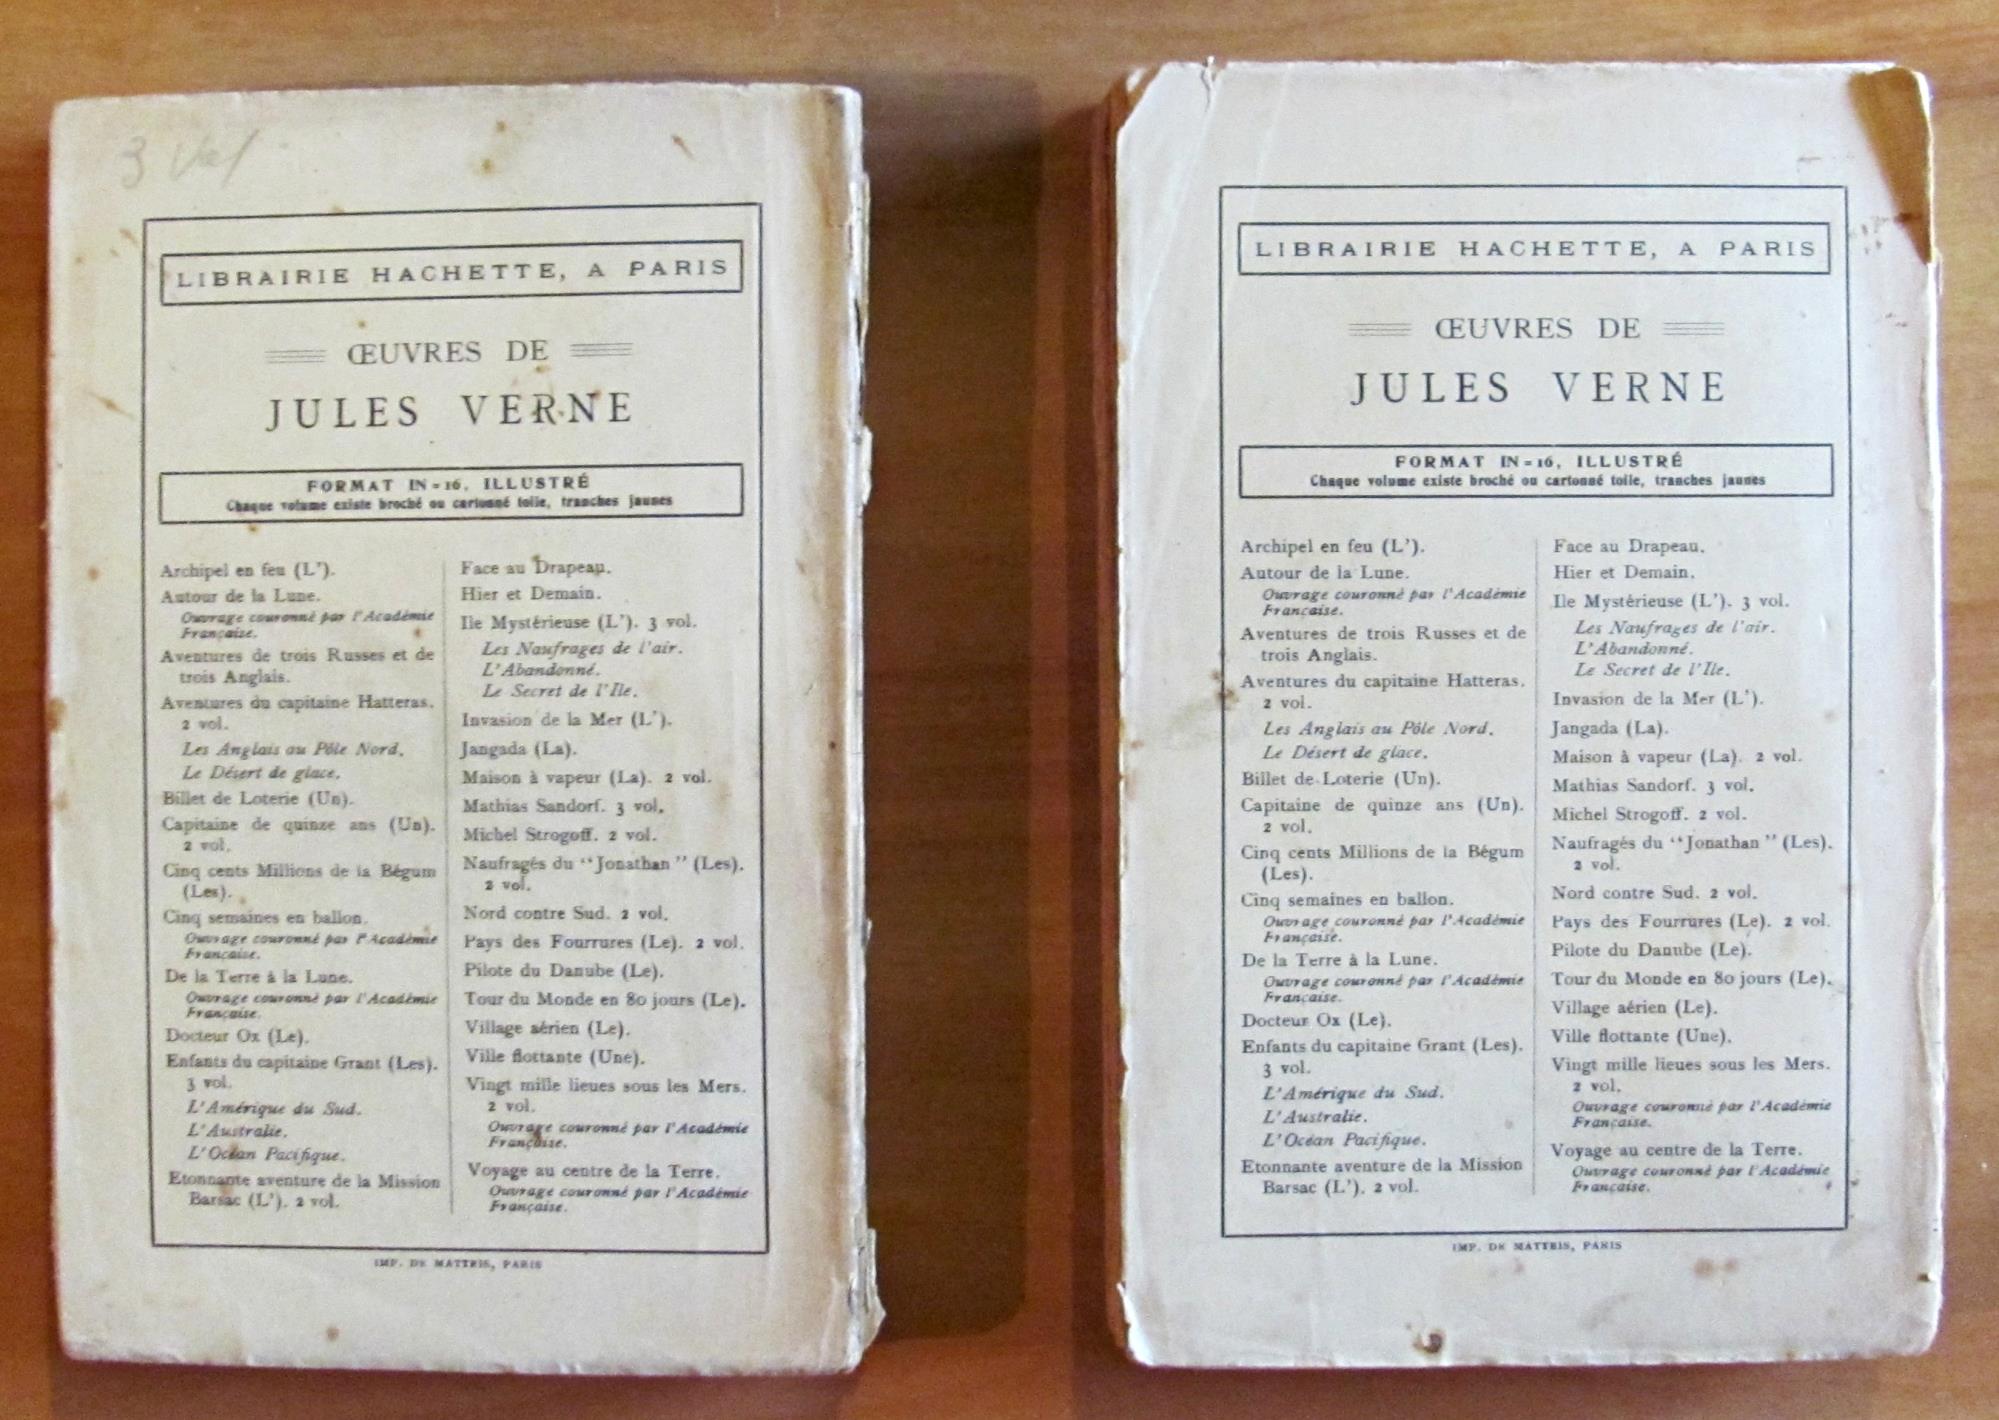 3 Vol
LIBRAIRIE HACHETTE, A PARIS
ŒUVRES DE
JULES VERNE
FORMAT IN=16, ILLUSTRÉ
Chaque volume existe broché ou cartonné toile, tranches jaunes
Archipel en feu (L').
Autour de la Lune.
Ouvrage couronné par l'Académie
Française.
Aventures de trois Russes et de
trois Anglais.
Aventures du capitaine Hatteras.
2 vol.
Les Anglais au Pôle Nord.
Le Désert de glace.
Billet de Loterie (Un).
Capitaine de quinze ans (Un).
2 vol.
Cinq cents Millions de la Bégum
(Les).
Cinq semaines en ballon.
Ouvrage couronné par l'Académie
Française.
De la Terre à la Lune.
Ouvrage couronné par l'Académie
Française.
Docteur Ox (Le).
Enfants du capitaine Grant (Les).
3 vol.
L'Amérique du Sud.
L'Australie.
L'Océan Pacifique.
Etonnante aventure de la Mission
Barsac (L'). 2 vol.
Face au Drapeau.
Hier et Demain.
Ile Mystérieuse (L'). 3 vol.
Les Naufrages de l'air.
L'Abandonné.
Le Secret de l'Ile.
Invasion de la Mer (L').
Jangada (La).
Maison à vapeur (La). 2 vol.
Mathias Sandorf. 3 vol.
Michel Strogoff. 2 vol.
Naufragés du "Jonathan" (Les).
2 vol.
Nord contre Sud. 2 vol.
Pays des Fourrures (Le). 2 vol.
Pilote du Danube (Le).
Tour du Monde en 80 jours (Le).
Village aérien (Le).
Ville flottante (Une).
Vingt mille lieues sous les Mers.
2 vol.
Ouvrage couronné par l'Académie
Française.
Voyage au centre de la Terre.
Ouvrage couronné par l'Académie
Française.
IMP. DE MATTEIS, PARIS
LIBRAIRIE HACHETTE, A PARIS
ŒUVRES DE
JULES VERNE
FORMAT IN=16, ILLUSTRÉ
Chaque volume existe broché ou cartonné toile, tranches jaunes
Archipel en feu (L').
Autour de la Lune.
Ouvrage couronné par l'Académie
Française.
Aventures de trois Russes et de
trois Anglais.
Aventures du capitaine Hatteras.
2 vol.
Les Anglais au Pôle Nord.
Le Désert de glace.
Billet de Loterie (Un).
Capitaine de quinze ans (Un).
2 vol.
Cinq cents Millions de la Bégum
(Les).
Cinq semaines en ballon.
Ouvrage couronné par l'Académie
Française.
De la Terre à la Lune.
Ouvrage couronné par l'Académie
Française.
Docteur Ox (Le).
Enfants du capitaine Grant (Les).
3 vol.
L'Amérique du Sud.
L'Australie.
L'Océan Pacifique.
Etonnante aventure de la Mission
Barsac (L'). 2 vol.
Face au Drapeau.
Hier et Demain.
Ile Mystérieuse (L'). 3 vol.
Les Naufrages de l'air.
L'Abandonné.
Le Secret de l'Ile.
Invasion de la Mer (L').
Jangada (La).
Maison à vapeur (La). 2 vol.
Mathias Sandorf. 3 vol.
Michel Strogoff. 2 vol.
Naufragés du "Jonathan" (Les).
2 vol.
Nord contre Sud. 2 vol.
Pays des Fourrures (Le). 2 vol.
Pilote du Danube (Le).
Tour du Monde en 80 jours (Le).
Village aérien (Le).
Ville flottante (Une).
Vingt mille lieues sous les Mers.
2 vol.
Ouvrage couronné par l'Académie
Française.
Voyage au centre de la Terre.
Ouvrage couronné par l'Académie
Française.
IMP. DE MATTEIS, PARIS